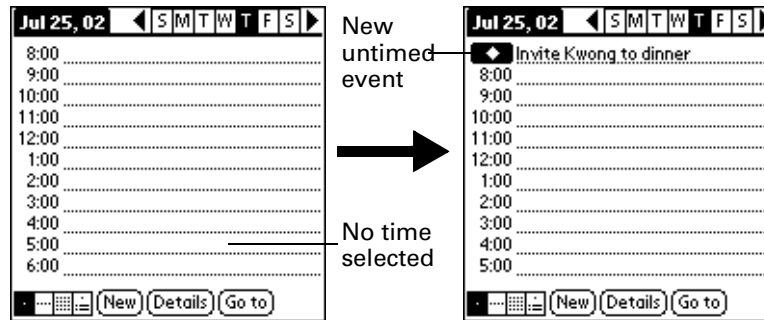 Jul 25, 02 S M T W T F S
8:00
9:00
10:00
11:00
12:00
1:00
2:00
3:00
4:00
5:00
6:00
New Details Go to
New
untimed
event
No time
selected
Jul 25, 02 S M T W T F S
Invite Kwong to dinner
8:00
9:00
10:00
11:00
12:00
1:00
2:00
3:00
4:00
5:00
New Details Go to